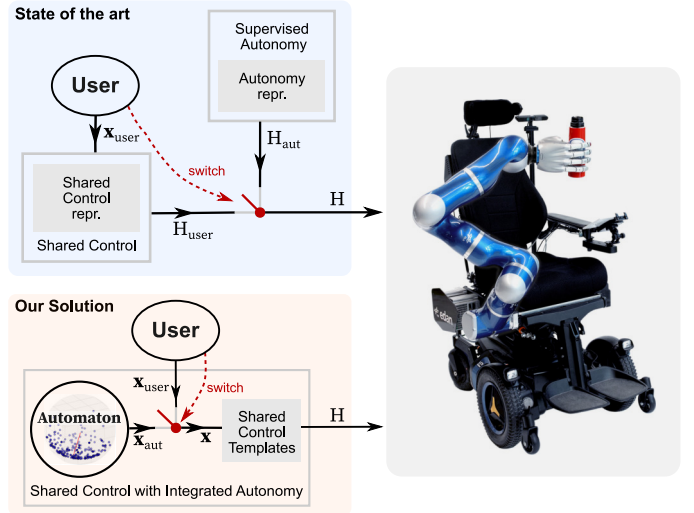 State of the art
Supervised
Autonomy
Autonomy
repr.
User
x_user
H_aut
switch
Shared
Control
repr.
Shared Control
H_user
H
Our Solution
User
x_user
switch
Automaton
x_aut
x
Shared
Control
Templates
H
Shared Control with Integrated Autonomy
edan